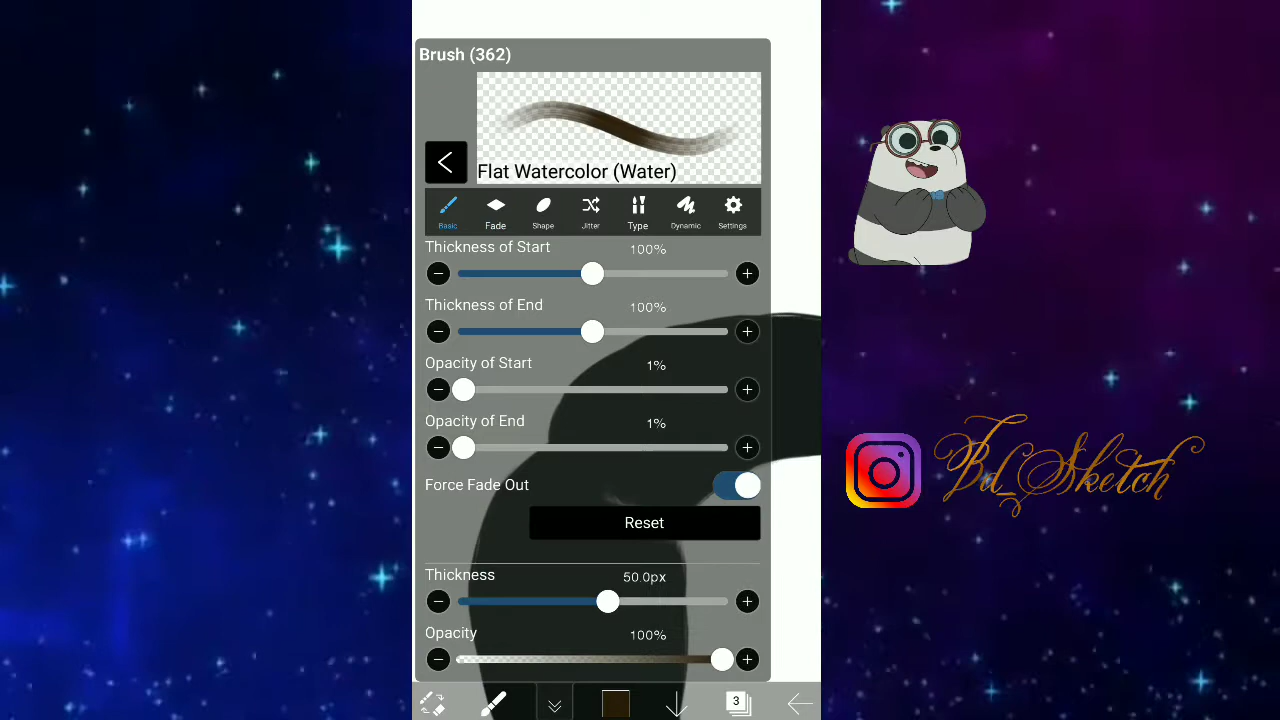 Brush (362)
Flat Watercolor (Water)
Basic Fade Shape Jitter Type Dynamic Settings
Thickness of Start 100%
Thickness of End 100%
Opacity of Start 1%
Opacity of End 1%
Force Fade Out
Reset
Thickness 50.0px
Opacity 100%
3
Bd_Sketch